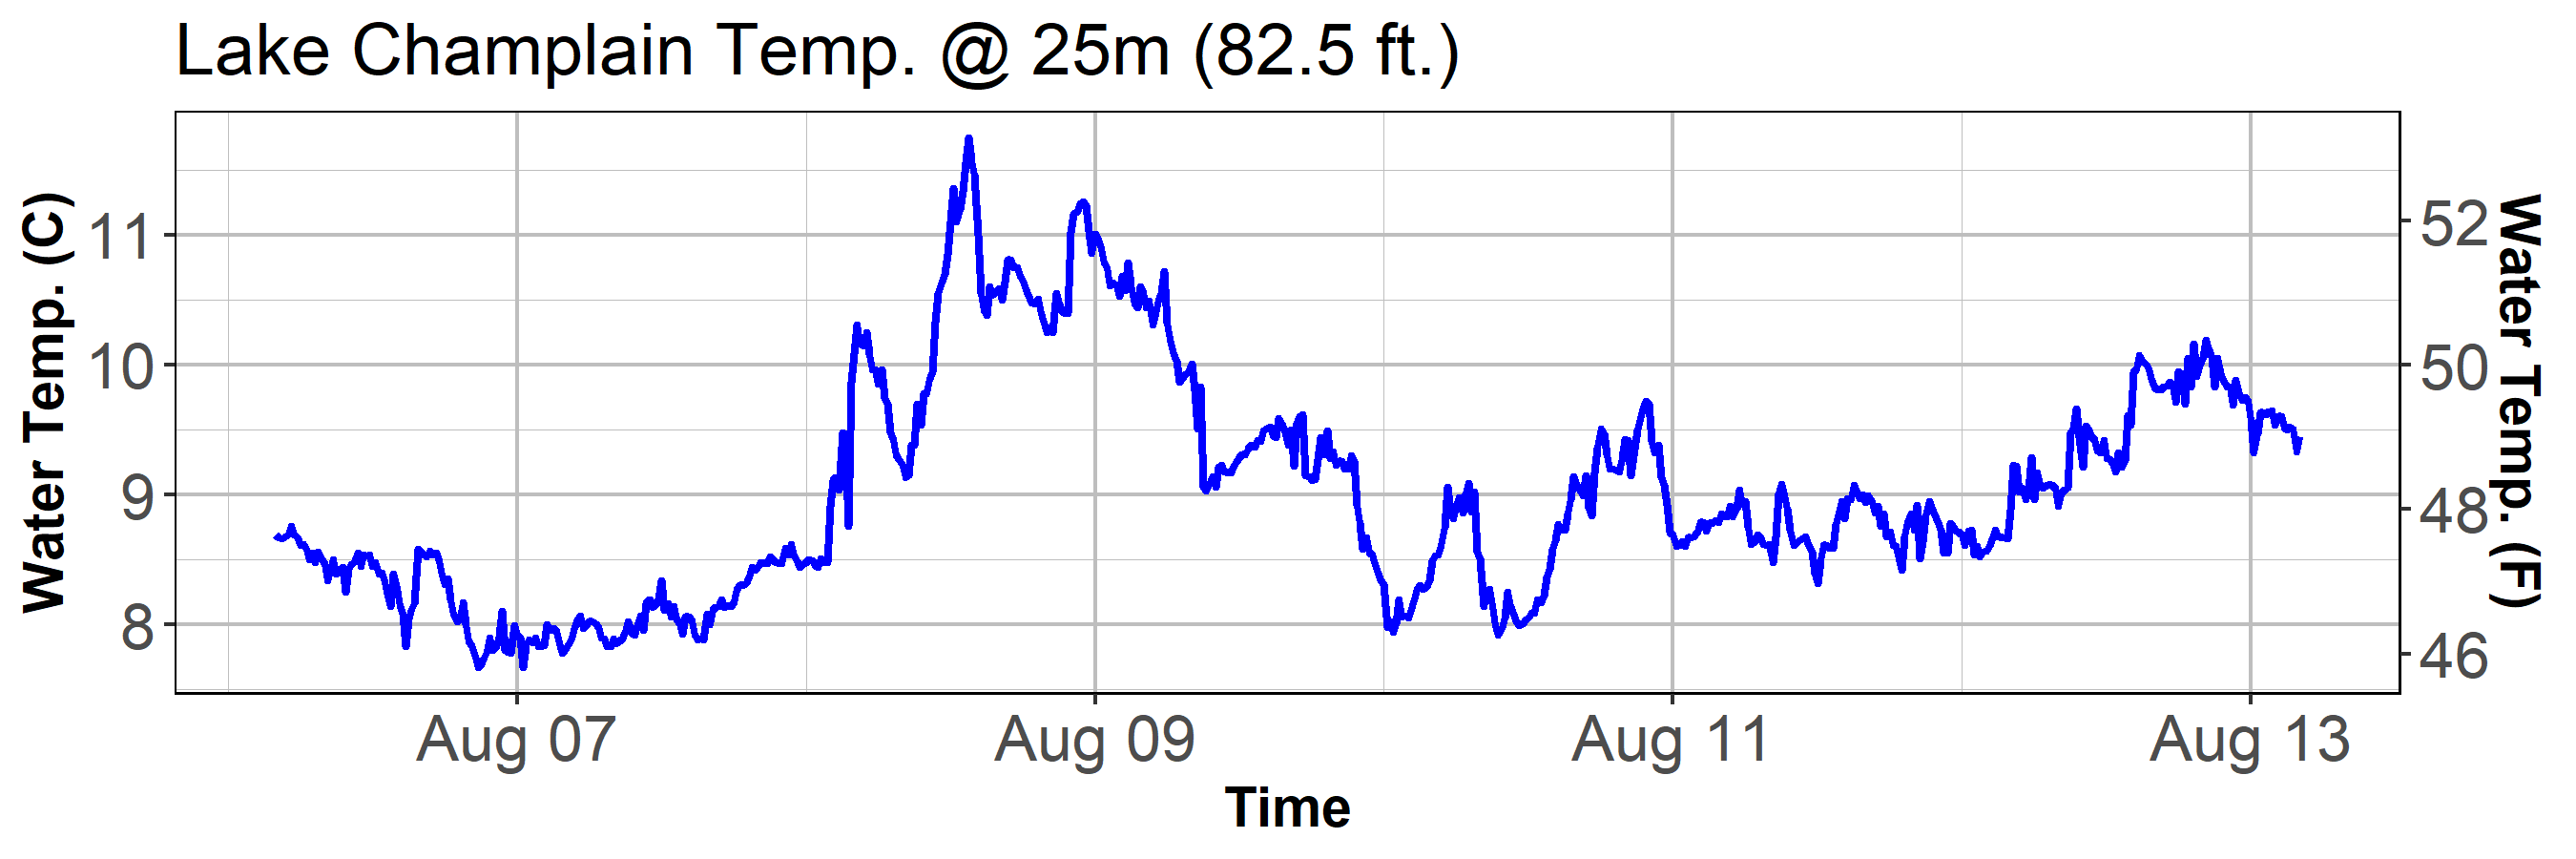 Lake Champlain Temp. @ 25m (82.5 ft.)
Water Temp. (C)
11
10
9
8
52
50
48
46
Water Temp. (F)
Aug 07 Aug 09 Aug 11 Aug 13
Time